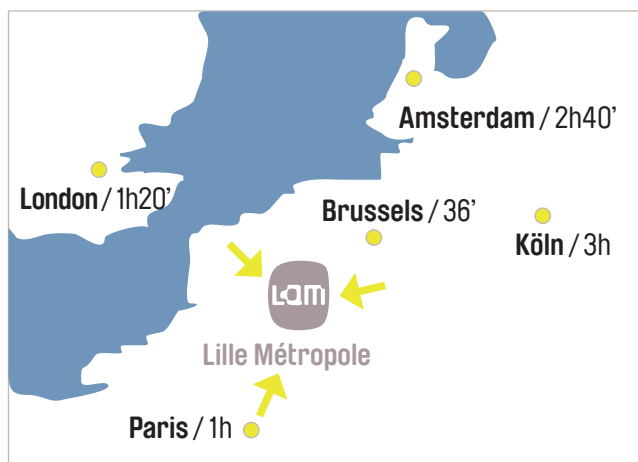 Amsterdam / 2h40’
London / 1h20’
Brussels / 36’
Köln / 3h
Lam
Lille Métropole
Paris / 1h